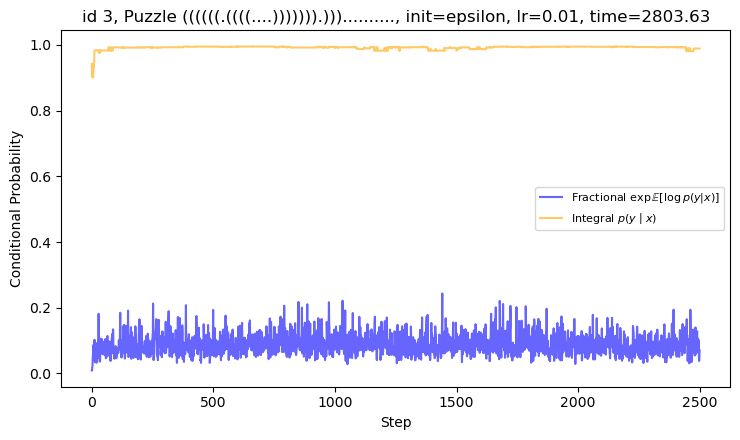 id 3, Puzzle ((((((.((((....))))))).))).........., init=epsilon, lr=0.01, time=2803.63
1.0
0.8
0.6
0.4
0.2
0.0
Conditional Probability
Fractional exp𝔼[log p(y|x)]
Integral p(y | x)
0
500
1000
1500
2000
2500
Step